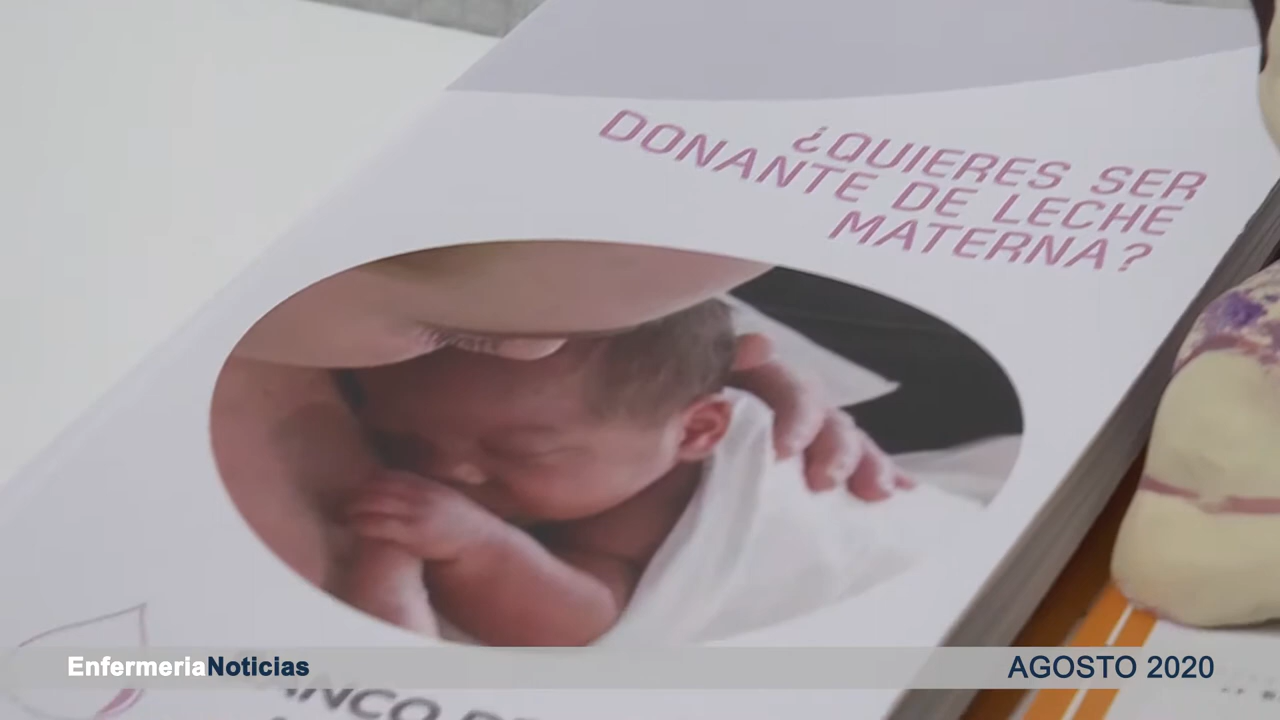 ¿QUIERES SER
DONANTE DE LECHE
MATERNA?
EnfermeriaNoticias
AGOSTO 2020